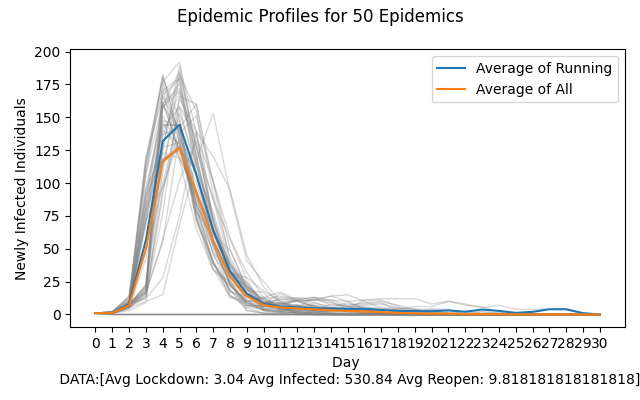 Epidemic Profiles for 50 Epidemics
200
175
150
125
100
75
50
25
0
Newly Infected Individuals
Average of Running
Average of All
0 1 2 3 4 5 6 7 8 9 10 11 12 13 14 15 16 17 18 19 20 21 22 23 24 25 26 27 28 29 30
Day
DATA:[Avg Lockdown: 3.04 Avg Infected: 530.84 Avg Reopen: 9.818181818181818]